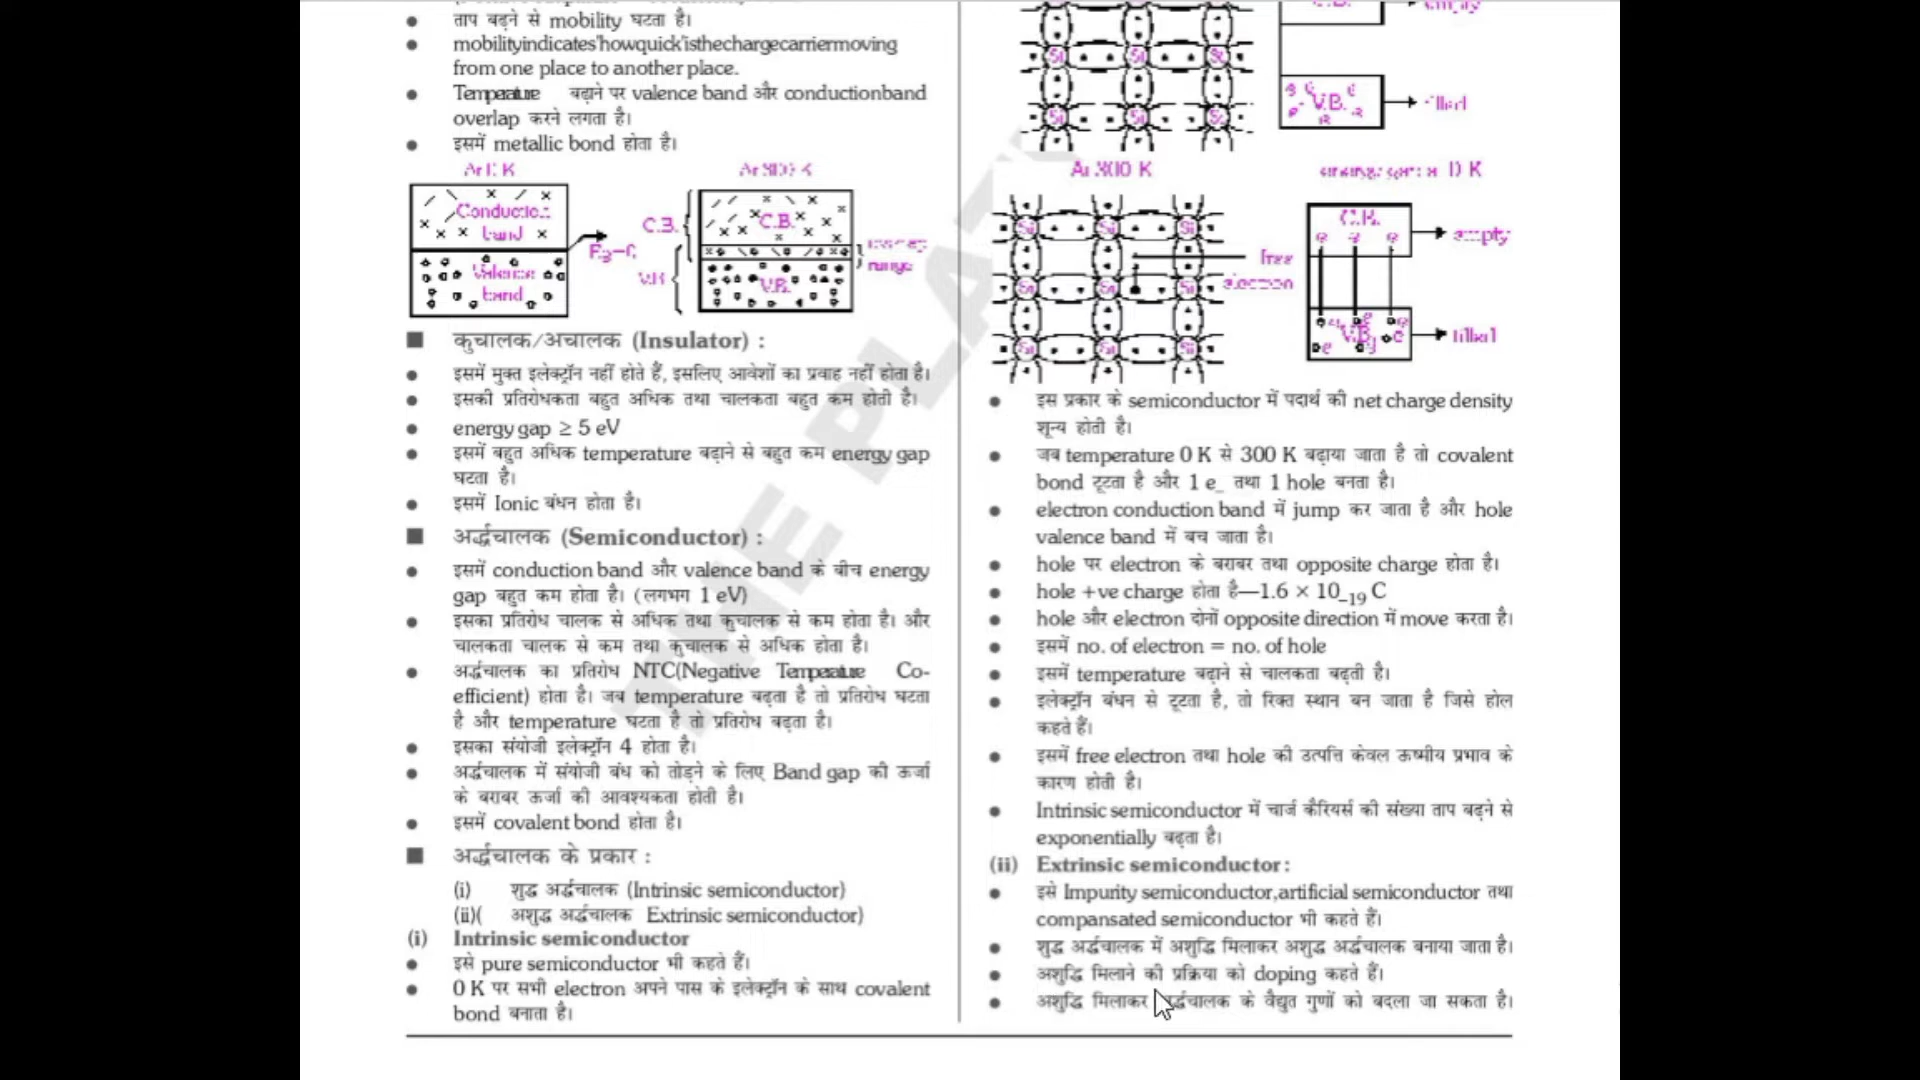 ताप बढ़ने से mobility घटता है।
mobilityindicates'howquick'isthechargecarriermoving
from one place to another place.
बढ़ाने पर valence band और conductionband
overlap करने लगता है।
इसमें metallic bond होता है।
Conduction
band
Valence
band
C.B.
C.B.
V.B.
कुचालक/अचालक (Insulator) :
इसमें मुक्त इलेक्ट्रॉन नहीं होते हैं, इसलिए आवेशों का प्रवाह नहीं होता है।
इसकी प्रतिरोधकता बहुत अधिक तथा चालकता बहुत कम होती है।
energy gap ≥ 5 eV
इसमें बहुत अधिक temperature बढ़ाने से बहुत कम energy gap
घटता है।
इसमें Ionic बंधन होता है।
अर्द्धचालक (Semiconductor) :
इसमें conduction band और valence band के बीच energy
gap बहुत कम होता है। (लगभग 1 eV)
इसका प्रतिरोध चालक से अधिक तथा कुचालक से कम होता है। और
चालकता चालक से कम तथा कुचालक से अधिक होता है।
अर्द्धचालक का प्रतिरोध NTC(Negative Co-
efficient) होता है। जब temperature बढ़ता है तो प्रतिरोध घटता
है और temperature घटता है तो प्रतिरोध बढ़ता है।
इसका संयोजी इलेक्ट्रॉन 4 होता है।
अर्द्धचालक में संयोजी बंध को तोड़ने के लिए Band gap की ऊर्जा
के बराबर ऊर्जा की आवश्यकता होती है।
इसमें covalent bond होता है।
अर्द्धचालक के प्रकार :
(i) शुद्ध अर्द्धचालक (Intrinsic semiconductor)
(ii)( अशुद्ध अर्द्धचालक Extrinsic semiconductor)
(i) Intrinsic semiconductor
इसे pure semiconductor भी कहते हैं।
0 K पर सभी electron अपने पास के इलेक्ट्रॉन के साथ covalent
bond बनाता है।
Si Si
V.B.
Si Si
300 K
Si Si Si
free
Si Si Si
empty
filled
इस प्रकार के semiconductor में पदार्थ की net charge density
शून्य होती है।
जब temperature 0 K से 300 K बढ़ाया जाता है तो covalent
bond टूटता है और 1 e_ तथा 1 hole बनता है।
electron conduction band में jump कर जाता है और hole
valence band में बच जाता है।
hole पर electron के बराबर तथा opposite charge होता है।
hole +ve charge होता है—1.6 × 10_19 C
hole और electron दोनों opposite direction में move करता है।
इसमें no. of electron = no. of hole
इसमें temperature बढ़ाने से चालकता बढ़ती है।
इलेक्ट्रॉन बंधन से टूटता है, तो रिक्त स्थान बन जाता है जिसे होल
कहते हैं।
इसमें free electron तथा hole की उत्पत्ति केवल ऊष्मीय प्रभाव के
कारण होती है।
Intrinsic semiconductor में चार्ज कैरियर्स की संख्या ताप बढ़ने से
exponentially बढ़ता है।
(ii) Extrinsic semiconductor :
इसे Impurity semiconductor,artificial semiconductor तथा
compansated semiconductor भी कहते हैं।
शुद्ध अर्द्धचालक में अशुद्धि मिलाकर अशुद्ध अर्द्धचालक बनाया जाता है।
अशुद्धि मिलाने की प्रक्रिया को doping कहते हैं।
अशुद्धि मिलाकर के वैद्युत गुणों को बदला जा सकता है।